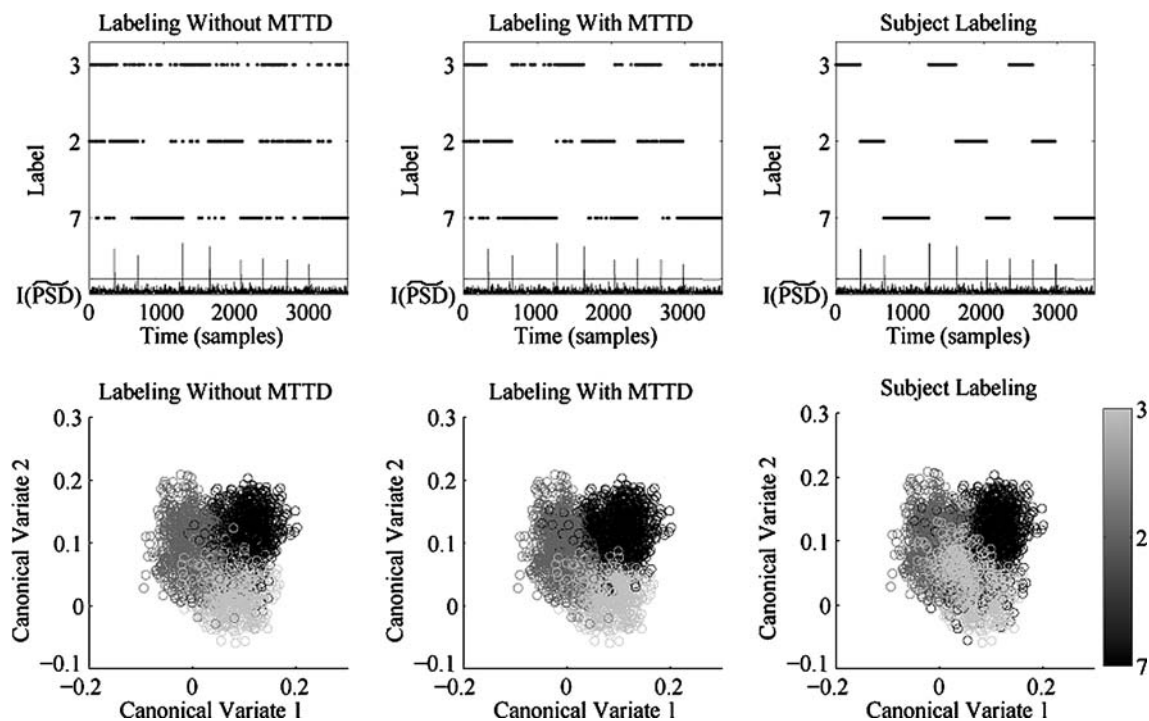 Labeling Without MTTD
Labeling With MTTD
Subject Labeling
Label
3
2
7
I(PSD)
0 1000 2000 3000
Time (samples)
Label
3
2
7
I(PSD)
0 1000 2000 3000
Time (samples)
Label
3
2
7
I(PSD)
0 1000 2000 3000
Time (samples)
Labeling Without MTTD
Labeling With MTTD
Subject Labeling
Canonical Variate 2
0.3
0.2
0.1
0
−0.1
−0.2 0 0.2
Canonical Variate 1
Canonical Variate 2
0.3
0.2
0.1
0
−0.1
−0.2 0 0.2
Canonical Variate 1
Canonical Variate 2
0.3
0.2
0.1
0
−0.1
−0.2 0 0.2
Canonical Variate 1
3
2
7